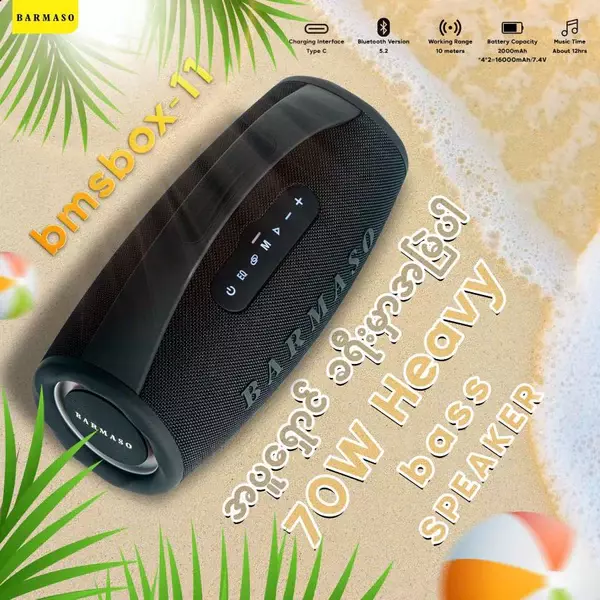 BARMASO
Charging Interface
Type C
Bluetooth Version
5.2
Working Range
10 meters
Battery Capacity
2000mAh
*4*2=16000mAh/7.4V
Music Time
About 12hrs
bmsbox-11
EQ
M
BARMASO
BARMASO
70W Heavy
bass
SPEAKER